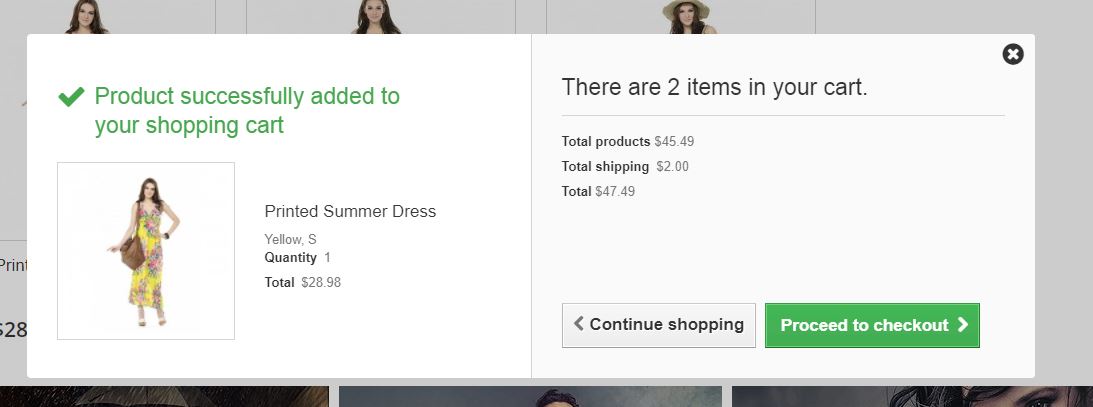 Product successfully added to
your shopping cart
Printed Summer Dress
Yellow, S
Quantity 1
Total $28.98
There are 2 items in your cart.
Total products $45.49
Total shipping $2.00
Total $47.49
Continue shopping
Proceed to checkout
Print
$28